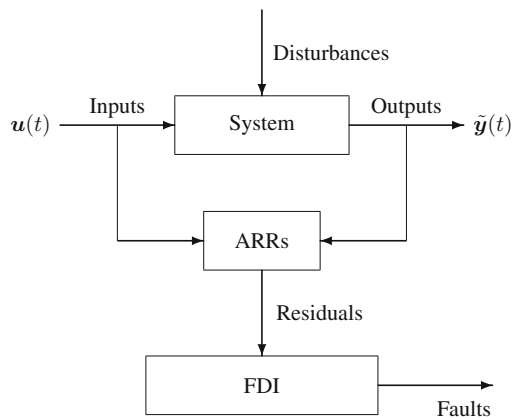 Disturbances
Inputs
Outputs
u(t)
System
ỹ(t)
ARRs
Residuals
FDI
Faults